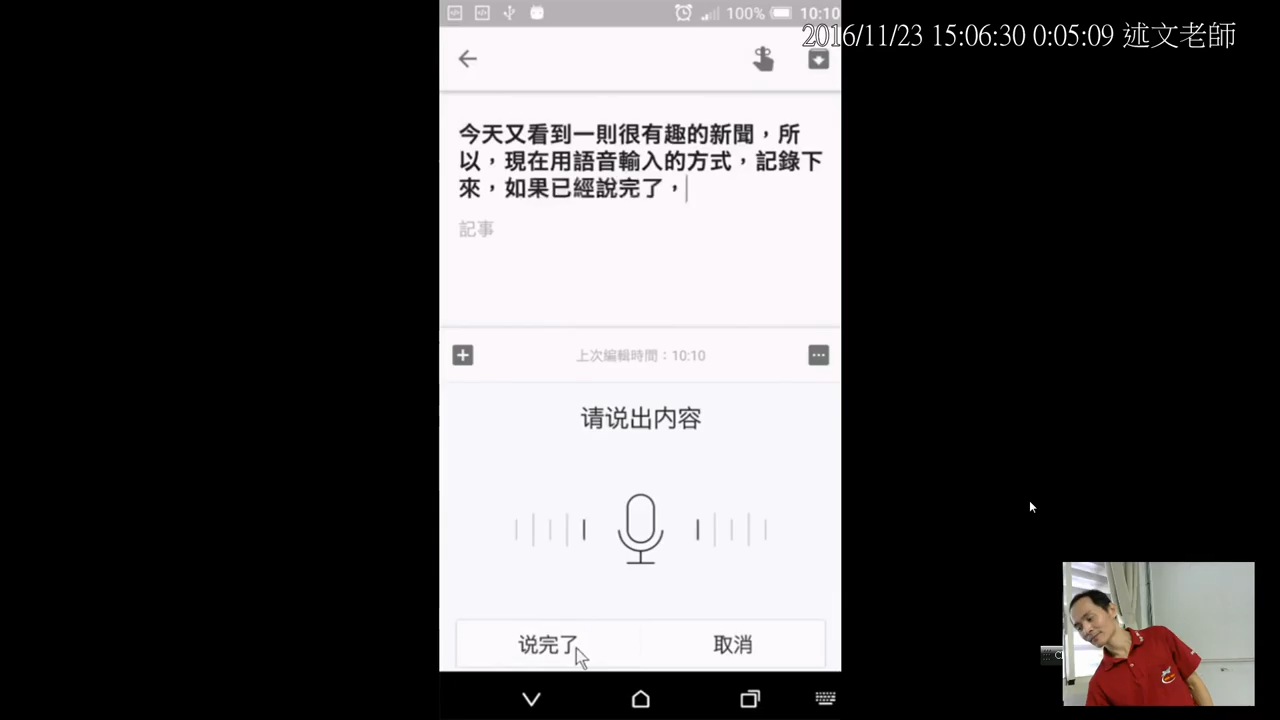 100% 10:10
2016/11/23 15:06:30 0:05:09 述文老師
今天又看到一則很有趣的新聞，所
以，現在用語音輸入的方式，記錄下
來，如果已經說完了，
記事
上次編輯時間：10:10
请说出内容
说完了 取消